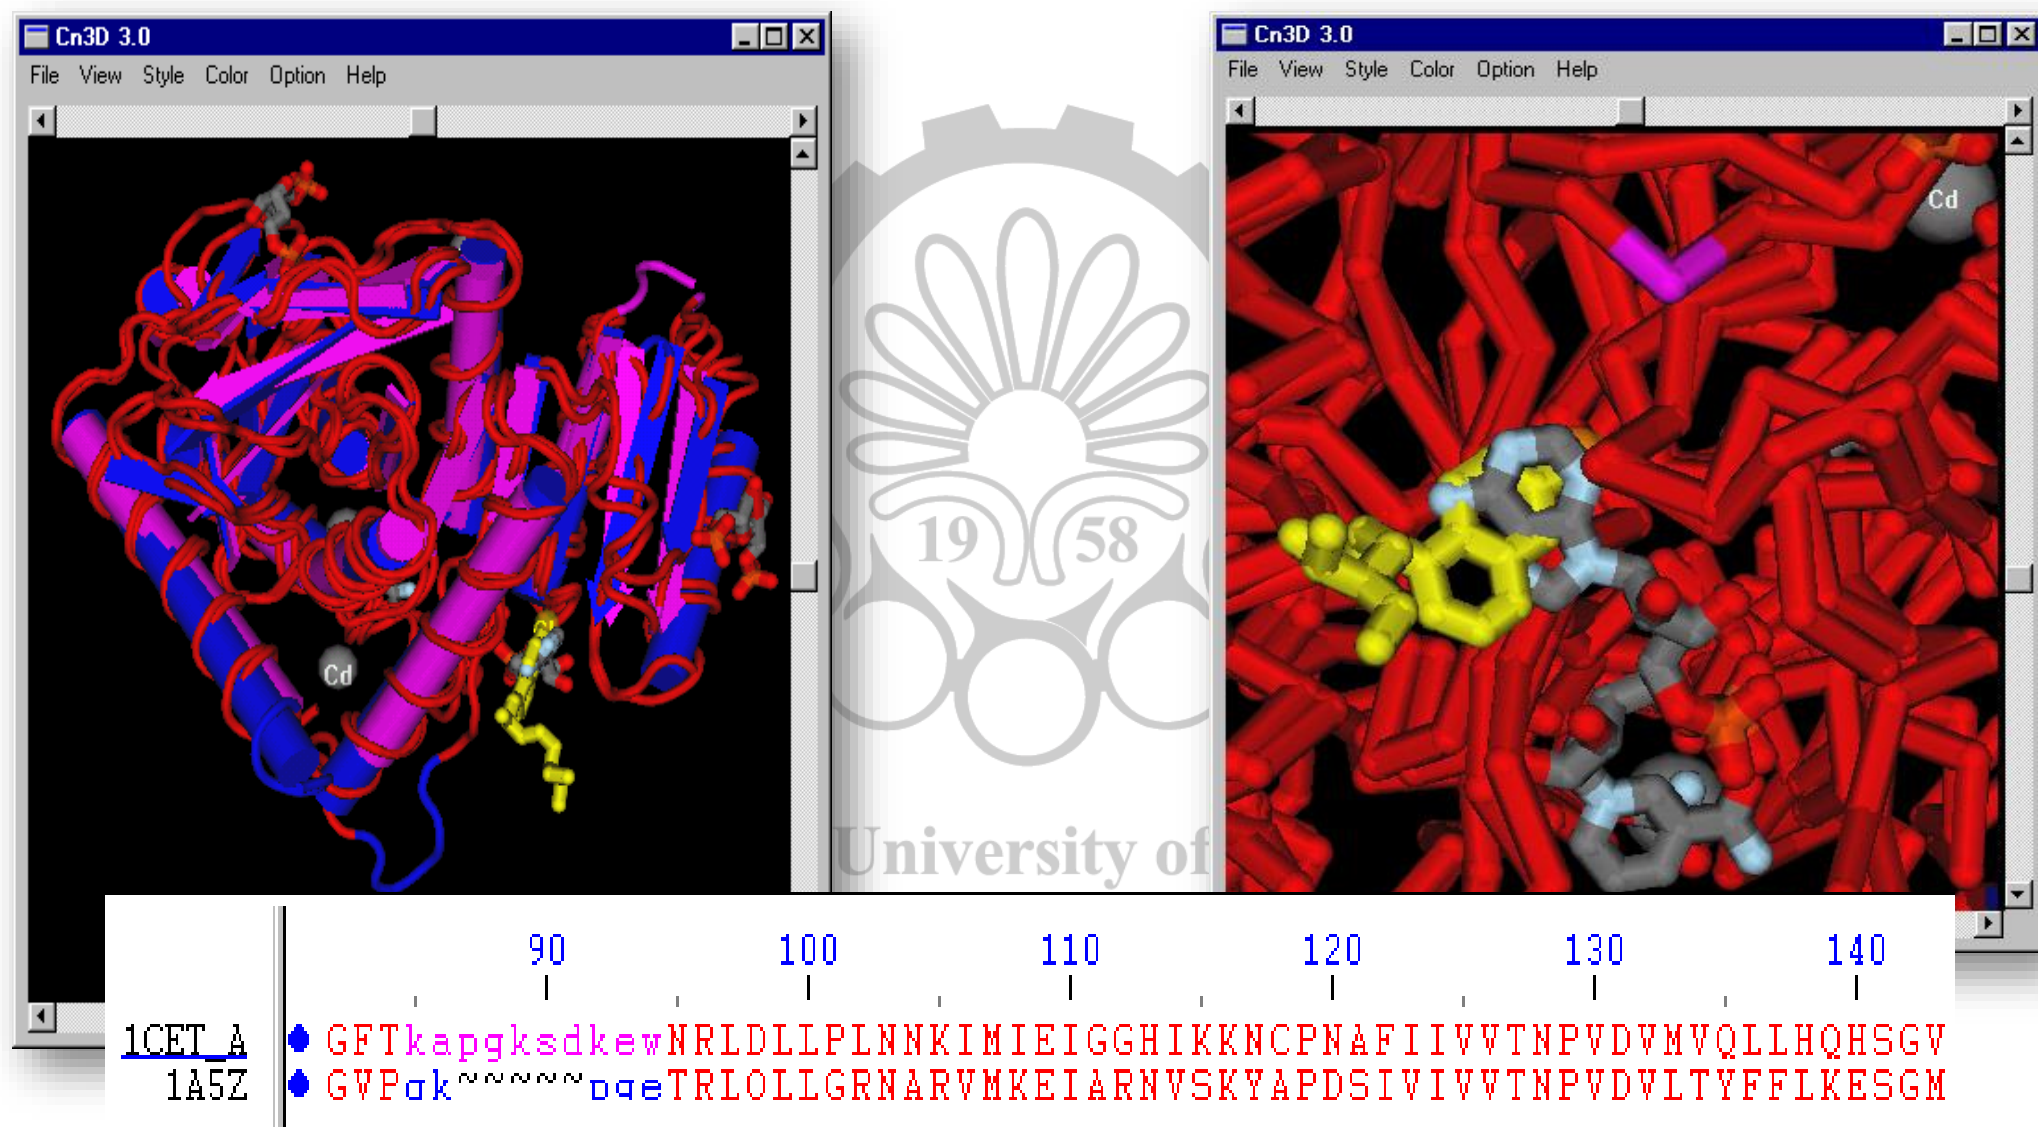 Cn3D 3.0
File View Style Color Option Help
Cd
Cn3D 3.0
File View Style Color Option Help
Cd
19 58
University of
90 100 110 120 130 140
1CET_A GFTkapgksdkewNRLDLLPLNNKIMIEIGGHIKKNCPNAFIIVVTNPVDVMVQLLHQHSGV
1A5Z GVPqk~~~~~pgeTRLQLLGRNARVMKEIARNVSKYAPDSIVIVVTNPVDVLTYFFLKESGM